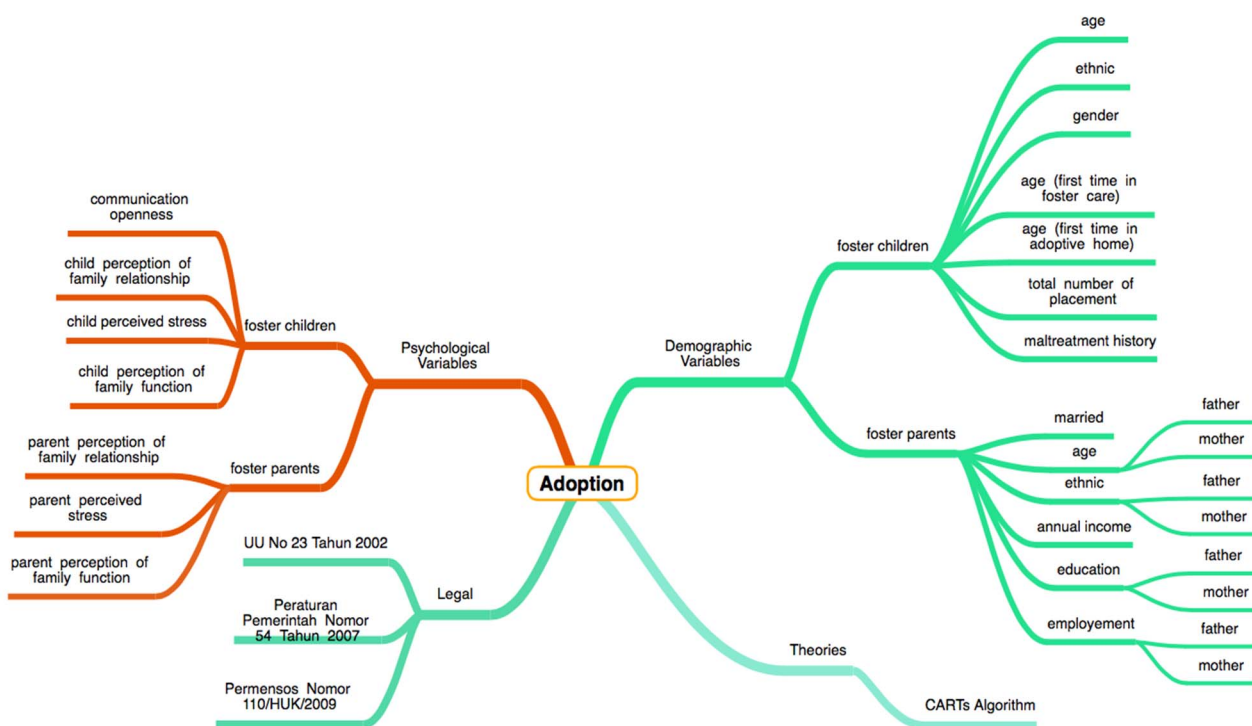 Adoption
Psychological
Variables
foster children
communication
openness
child perception of
family relationship
child perceived stress
child perception of
family function
foster parents
parent perception of
family relationship
parent perceived
stress
parent perception of
family function
Legal
UU No 23 Tahun 2002
Peraturan
Pemerintah Nomor
54 Tahun 2007
Permensos Nomor
110/HUK/2009
Demographic
Variables
foster children
age
ethnic
gender
age (first time in
foster care)
age (first time in
adoptive home)
total number of
placement
maltreatment history
foster parents
married
age
father
mother
ethnic
father
mother
annual income
education
father
mother
employement
father
mother
Theories
CARTs Algorithm